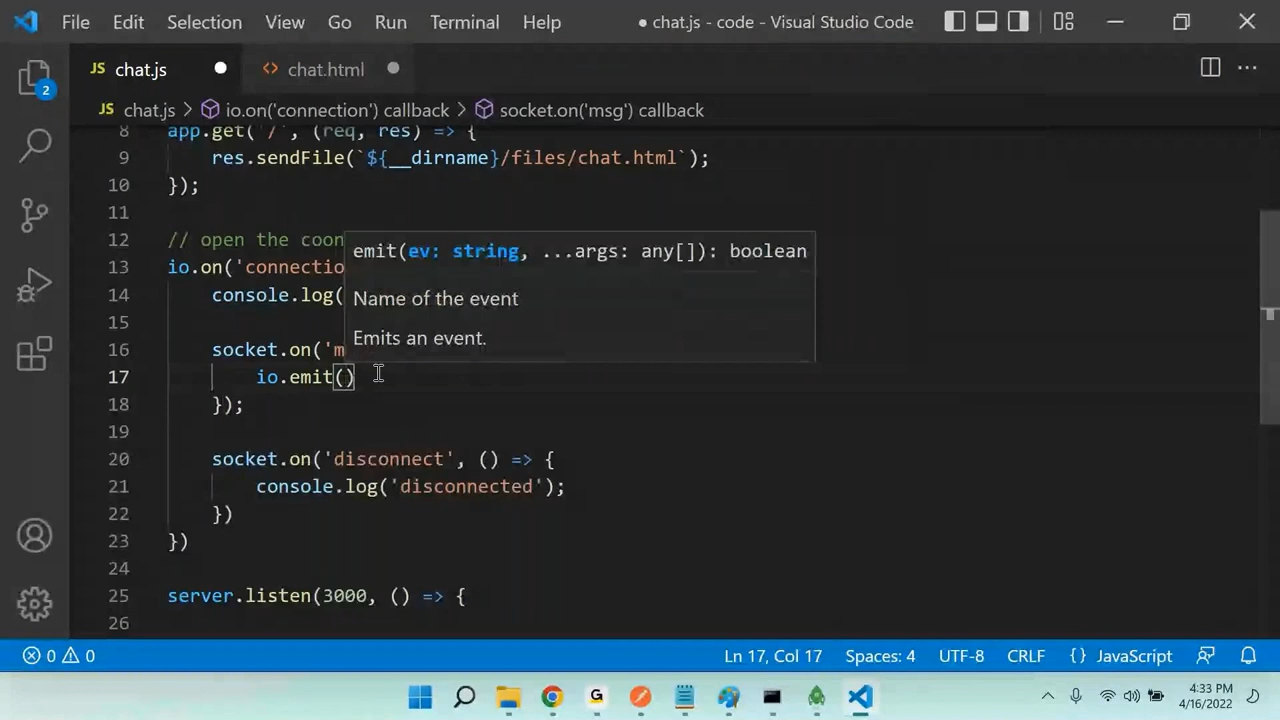 File Edit Selection View Go Run Terminal Help ● chat.js - code - Visual Studio Code
JS chat.js ● <> chat.html ●
2
JS chat.js > io.on('connection') callback > socket.on('msg') callback
8 app.get('/', (req, res) => {
9 res.sendFile(`${__dirname}/files/chat.html`);
10 });
11
12 // open the coon
emit(ev: string, ...args: any[]): boolean
13 io.on('connectio
14 console.log(
Name of the event
15
Emits an event.
16 socket.on('m
17 io.emit()
18 });
19
20 socket.on('disconnect', () => {
21 console.log('disconnected');
22 })
23 })
24
25 server.listen(3000, () => {
26
0 0 Ln 17, Col 17 Spaces: 4 UTF-8 CRLF {} JavaScript
G 4:33 PM
4/16/2022